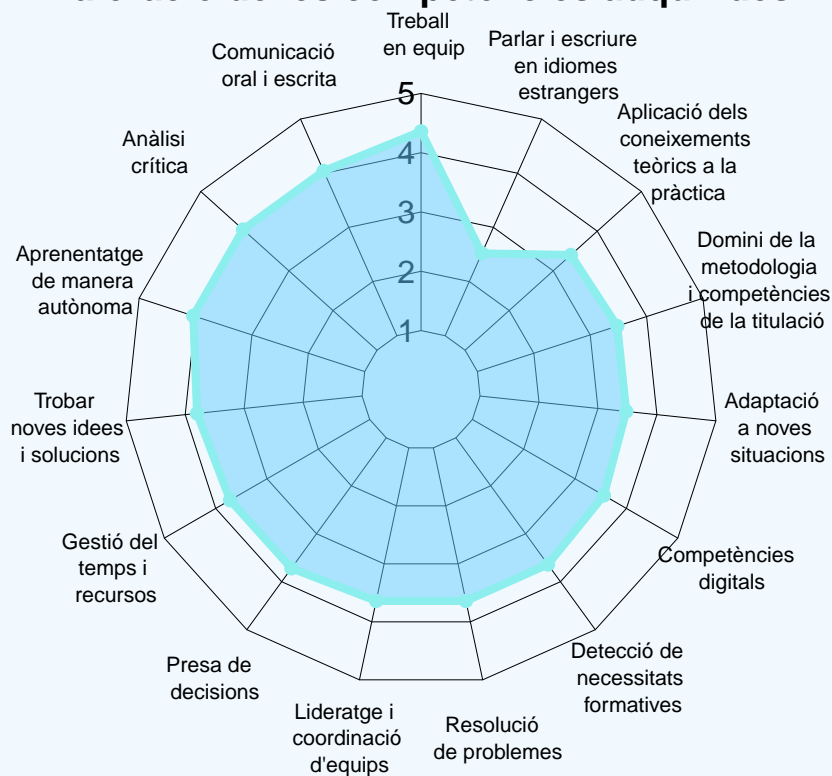 Treball
en equip
Parlar i escriure
en idiomes
estrangers
Aplicació dels
coneixements
teòrics a la
pràctica
Domini de la
metodologia
i competències
de la titulació
Adaptació
a noves
situacions
Competències
digitals
Detecció de
necessitats
formatives
Resolució
de problemes
Lideratge i
coordinació
d'equips
Presa de
decisions
Gestió del
temps i
recursos
Trobar
noves idees
i solucions
Aprenentatge
de manera
autònoma
Anàlisi
crítica
Comunicació
oral i escrita
5
4
3
2
1